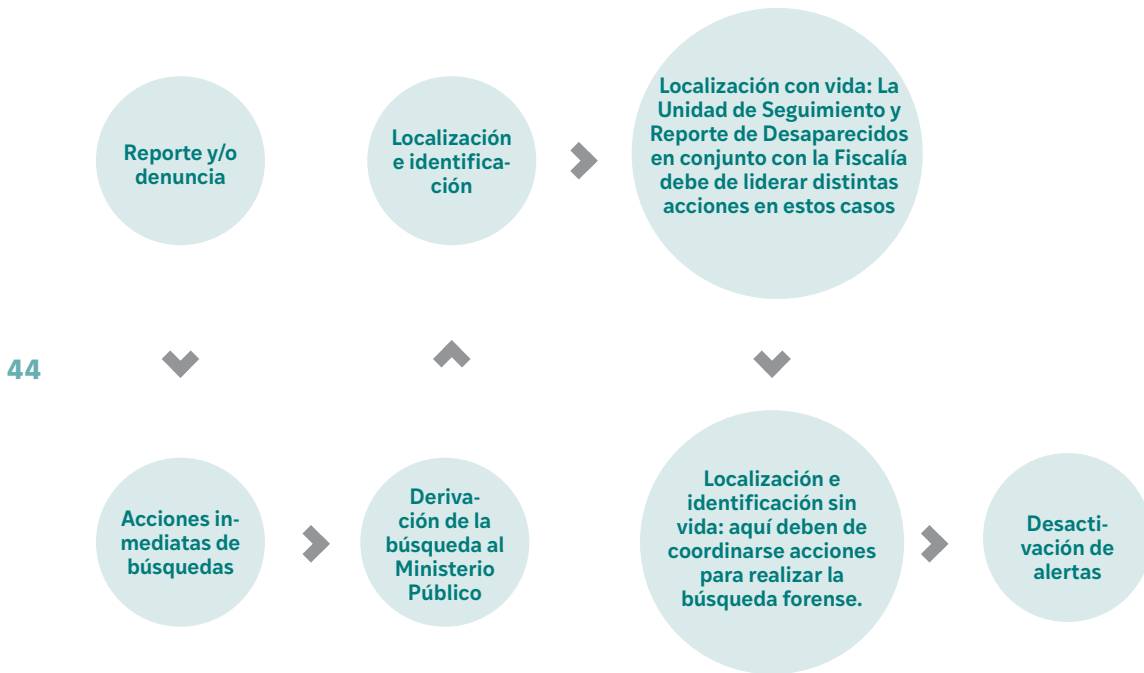 Reporte y/o
denuncia
Acciones in-
mediatas de
búsquedas
Deriva-
ción de la
búsqueda al
Ministerio
Público
Localización
e identifica-
ción
Localización con vida: La
Unidad de Seguimiento y
Reporte de Desaparecidos
en conjunto con la Fiscalía
debe de liderar distintas
acciones en estos casos
Localización e
identificación sin
vida: aquí deben de
coordinarse acciones
para realizar la
búsqueda forense.
Desacti-
vación de
alertas
44